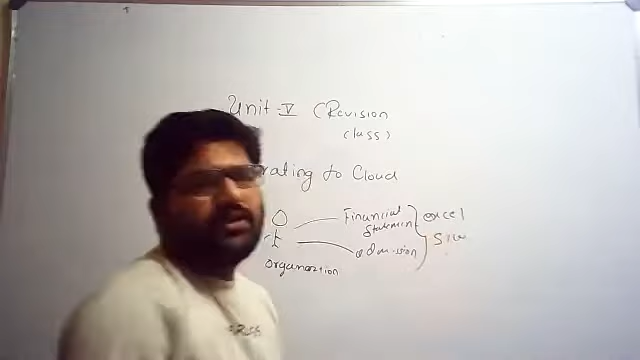 Unit - V (Revision
class)
rating to Cloud
Financial
Statement
excel
admission
organization